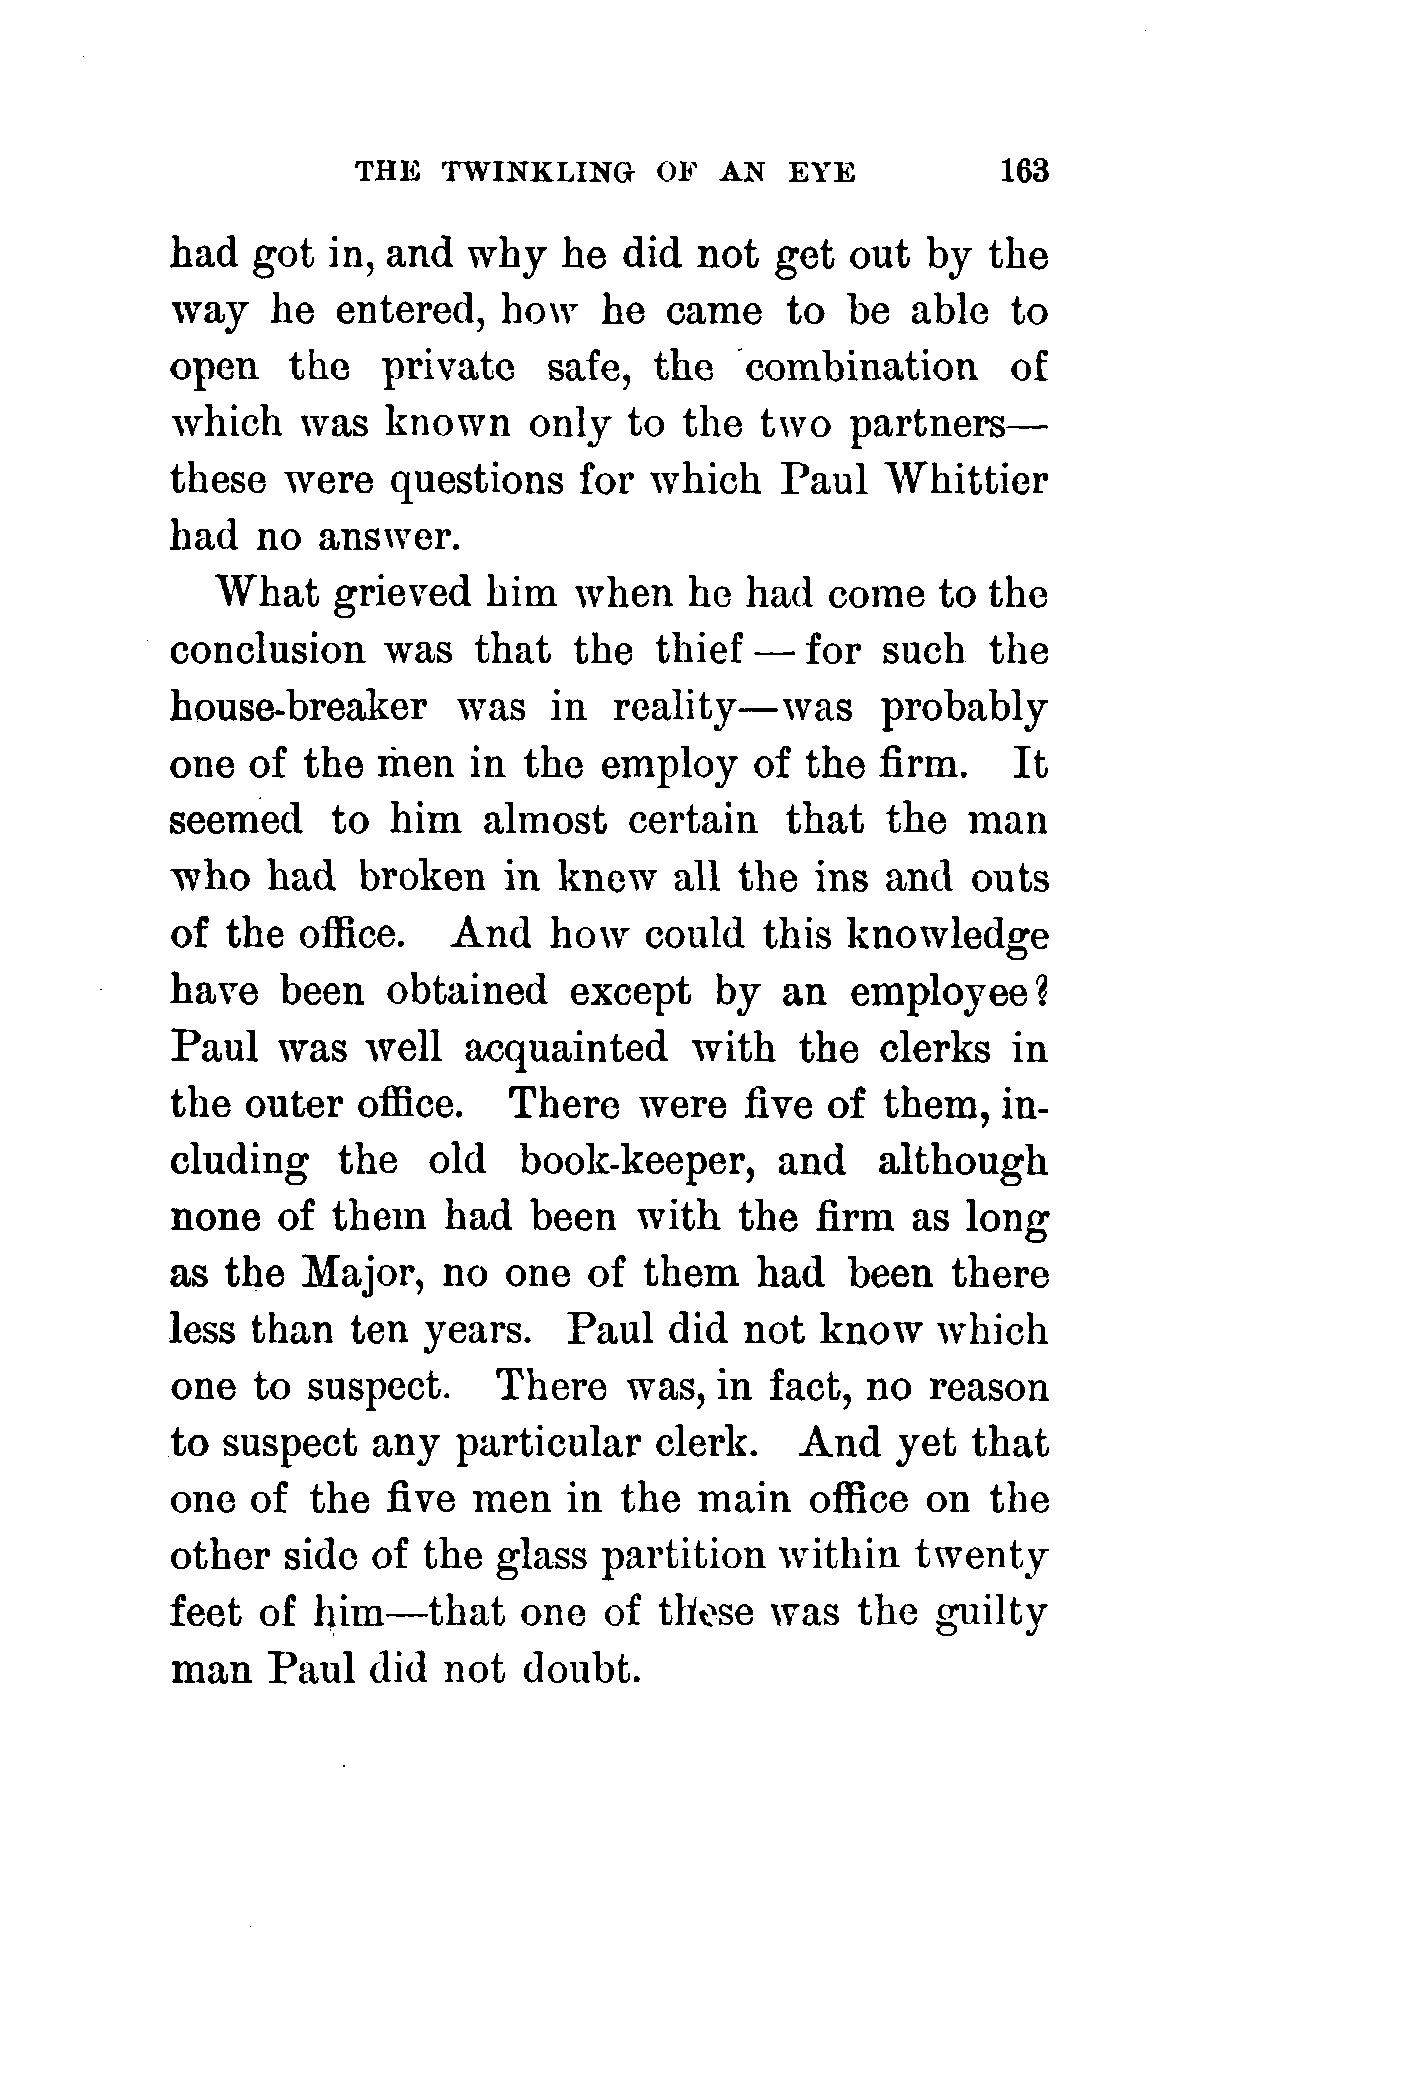 THE TWINKLING OF AN EYE 163
had got in, and why he did not get out by the
way he entered, how he came to be able to
open the private safe, the combination of
which was known only to the two partners—
these were questions for which Paul Whittier
had no answer.
What grieved him when he had come to the
conclusion was that the thief — for such the
house-breaker was in reality—was probably
one of the men in the employ of the firm. It
seemed to him almost certain that the man
who had broken in knew all the ins and outs
of the office. And how could this knowledge
have been obtained except by an employee?
Paul was well acquainted with the clerks in
the outer office. There were five of them, in-
cluding the old book-keeper, and although
none of them had been with the firm as long
as the Major, no one of them had been there
less than ten years. Paul did not know which
one to suspect. There was, in fact, no reason
to suspect any particular clerk. And yet that
one of the five men in the main office on the
other side of the glass partition within twenty
feet of him—that one of these was the guilty
man Paul did not doubt.